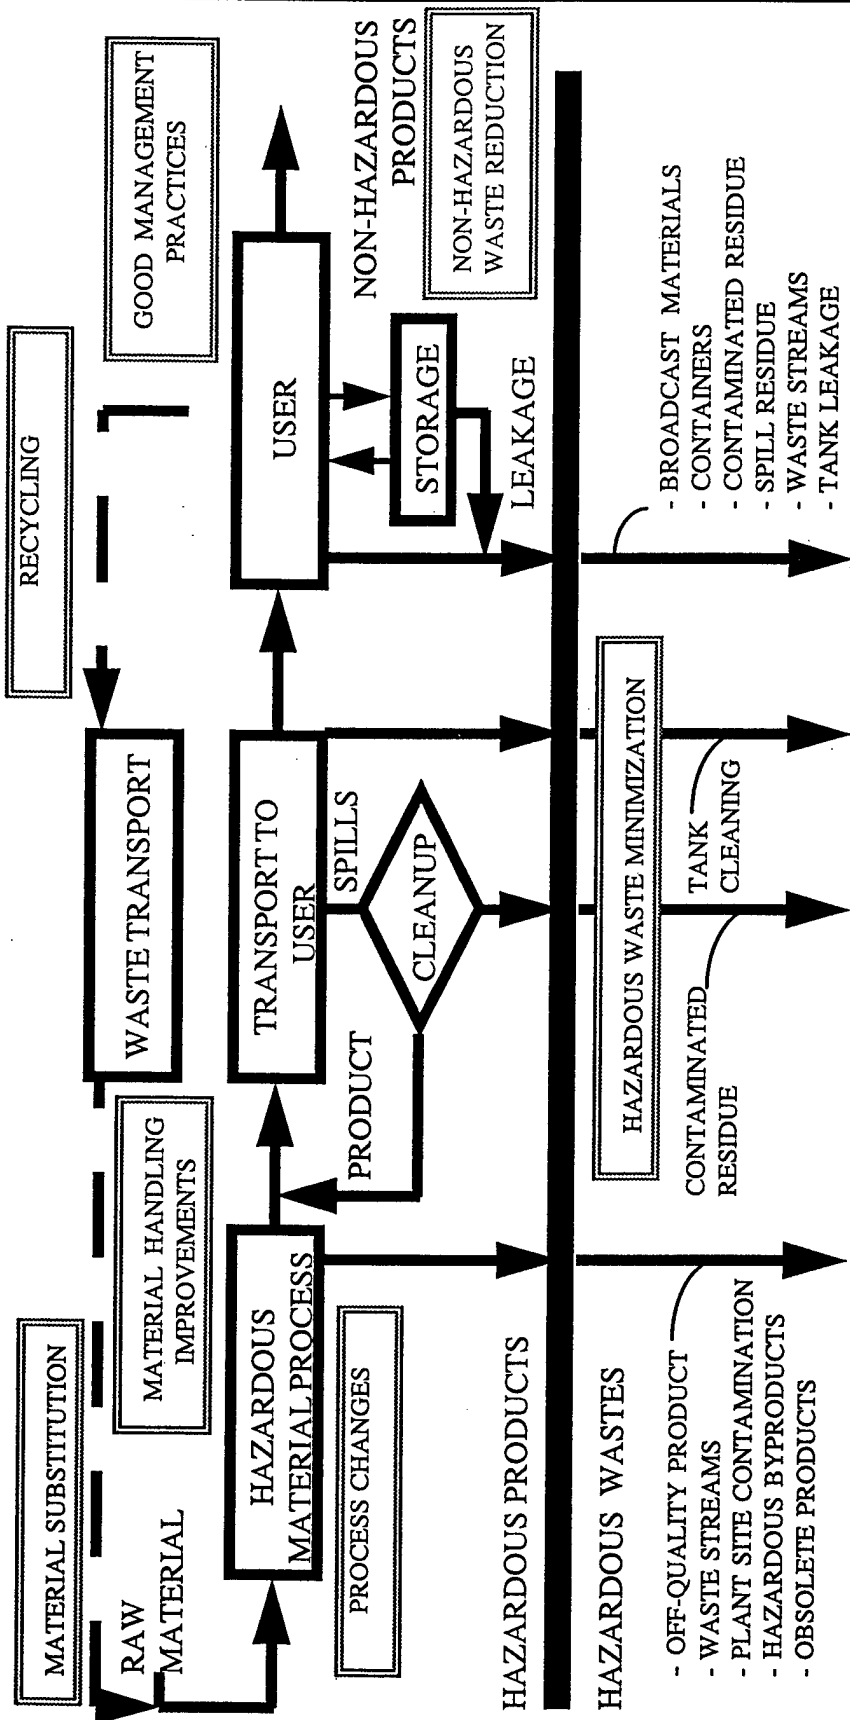 MATERIAL SUBSTITUTION
RECYCLING
RAW
MATERIAL
MATERIAL HANDLING
IMPROVEMENTS
WASTE TRANSPORT
GOOD MANAGEMENT
PRACTICES
HAZARDOUS
MATERIAL PROCESS
TRANSPORT TO
USER
USER
PROCESS CHANGES
PRODUCT
SPILLS
CLEANUP
STORAGE
LEAKAGE
NON-HAZARDOUS
PRODUCTS
NON-HAZARDOUS
WASTE REDUCTION
HAZARDOUS PRODUCTS
HAZARDOUS WASTES
HAZARDOUS WASTE MINIMIZATION
- OFF-QUALITY PRODUCT
- WASTE STREAMS
- PLANT SITE CONTAMINATION
- HAZARDOUS BYPRODUCTS
- OBSOLETE PRODUCTS
CONTAMINATED
RESIDUE
TANK
CLEANING
- BROADCAST MATERIALS
- CONTAINERS
- CONTAMINATED RESIDUE
- SPILL RESIDUE
- WASTE STREAMS
- TANK LEAKAGE